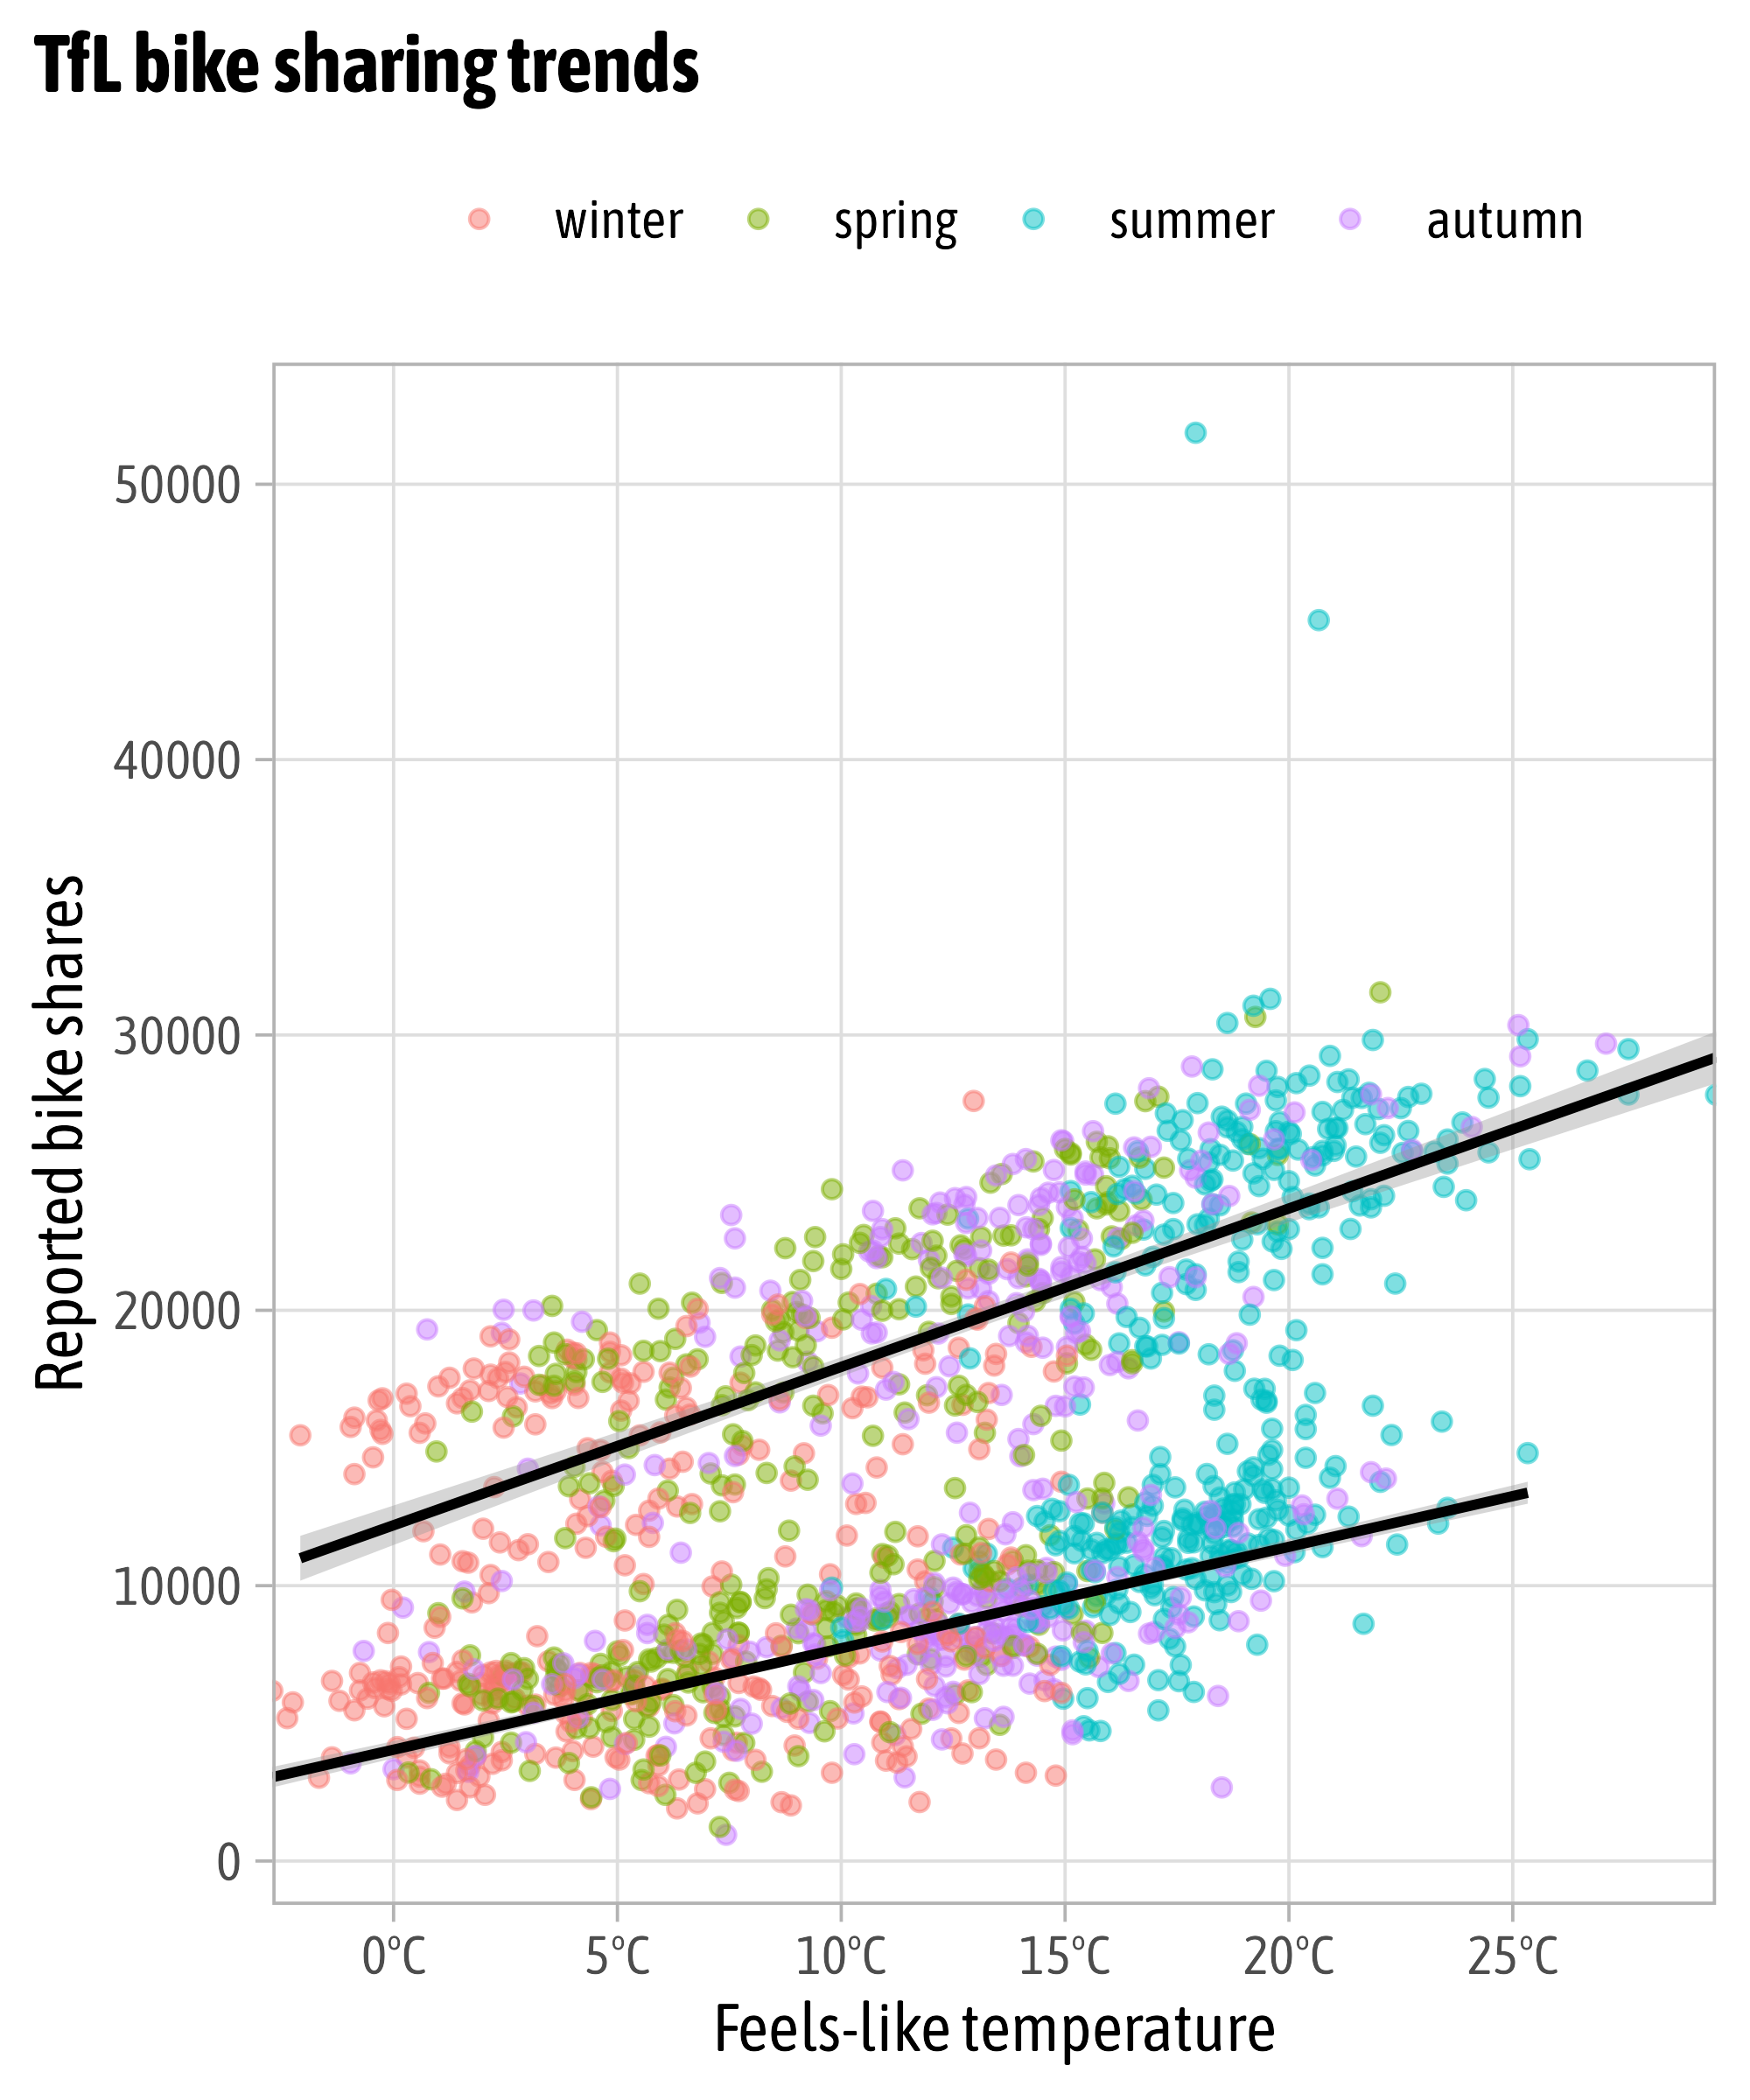 TfL bike sharing trends
winter spring summer autumn
50000
40000
30000
20000
10000
0
Reported bike shares
0°C 5°C 10°C 15°C 20°C 25°C
Feels-like temperature